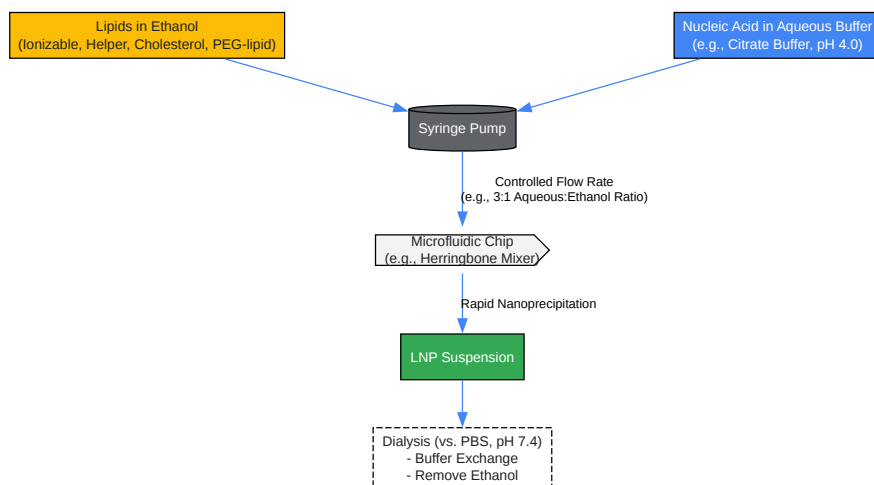 Lipids in Ethanol
(Ionizable, Helper, Cholesterol, PEG-lipid)
Nucleic Acid in Aqueous Buffer
(e.g., Citrate Buffer, pH 4.0)
Syringe Pump
Controlled Flow Rate
(e.g., 3:1 Aqueous:Ethanol Ratio)
Microfluidic Chip
(e.g., Herringbone Mixer)
Rapid Nanoprecipitation
LNP Suspension
Dialysis (vs. PBS, pH 7.4)
- Buffer Exchange
- Remove Ethanol